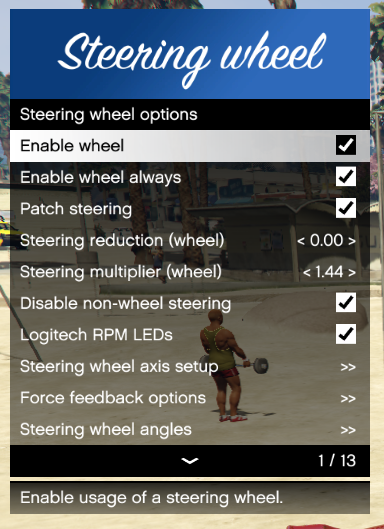 Steering wheel
Steering wheel options
Enable wheel
Enable wheel always
Patch steering
Steering reduction (wheel) < 0.00 >
Steering multiplier (wheel) < 1.44 >
Disable non-wheel steering
Logitech RPM LEDs
Steering wheel axis setup >>
Force feedback options >>
Steering wheel angles >>
1 / 13
Enable usage of a steering wheel.